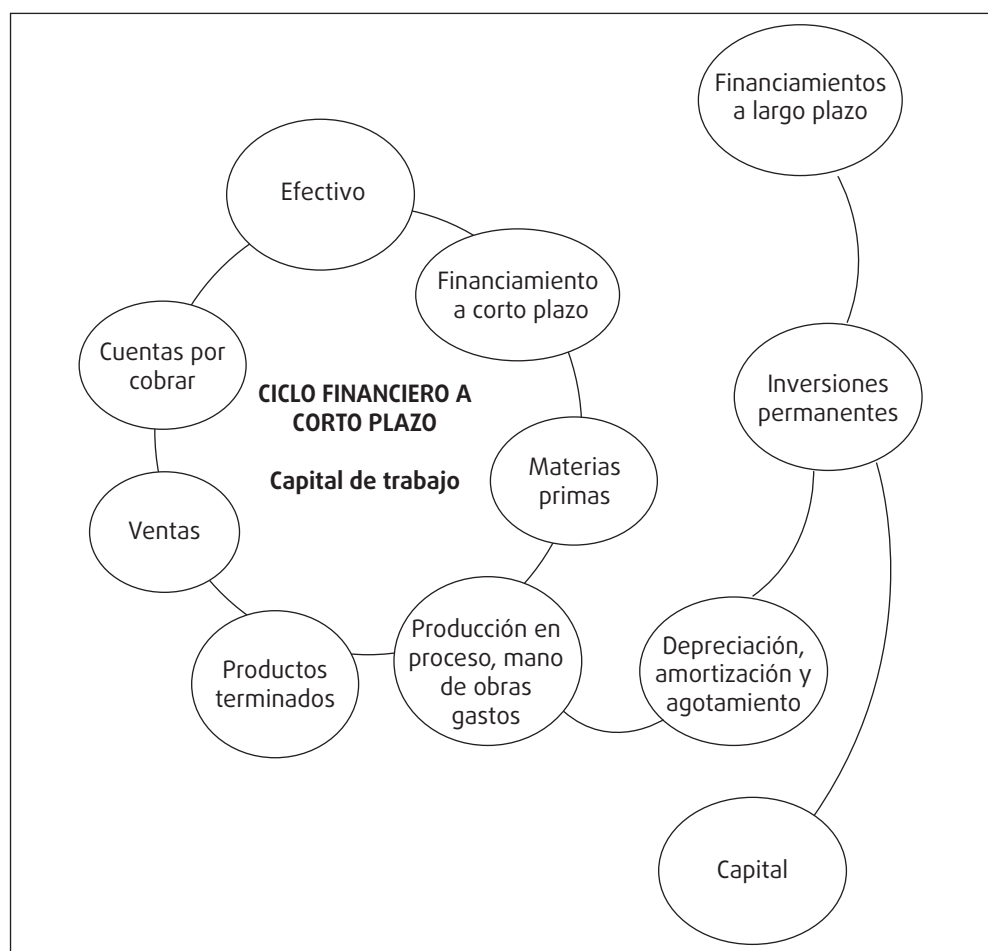 Financiamientos
a largo plazo
Efectivo
Financiamiento
a corto plazo
Cuentas por
cobrar
CICLO FINANCIERO A
CORTO PLAZO
Capital de trabajo
Inversiones
permanentes
Materias
primas
Ventas
Producción en
proceso, mano
de obras
gastos
Productos
terminados
Depreciación,
amortización y
agotamiento
Capital